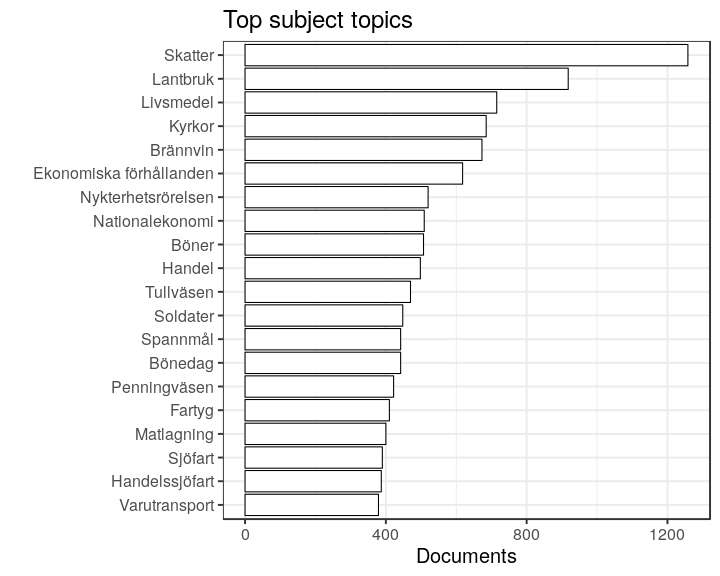 Top subject topics
Skatter
Lantbruk
Livsmedel
Kyrkor
Brännvin
Ekonomiska förhållanden
Nykterhetsrörelsen
Nationalekonomi
Böner
Handel
Tullväsen
Soldater
Spannmål
Bönedag
Penningväsen
Fartyg
Matlagning
Sjöfart
Handelssjöfart
Varutransport
0 400 800 1200
Documents